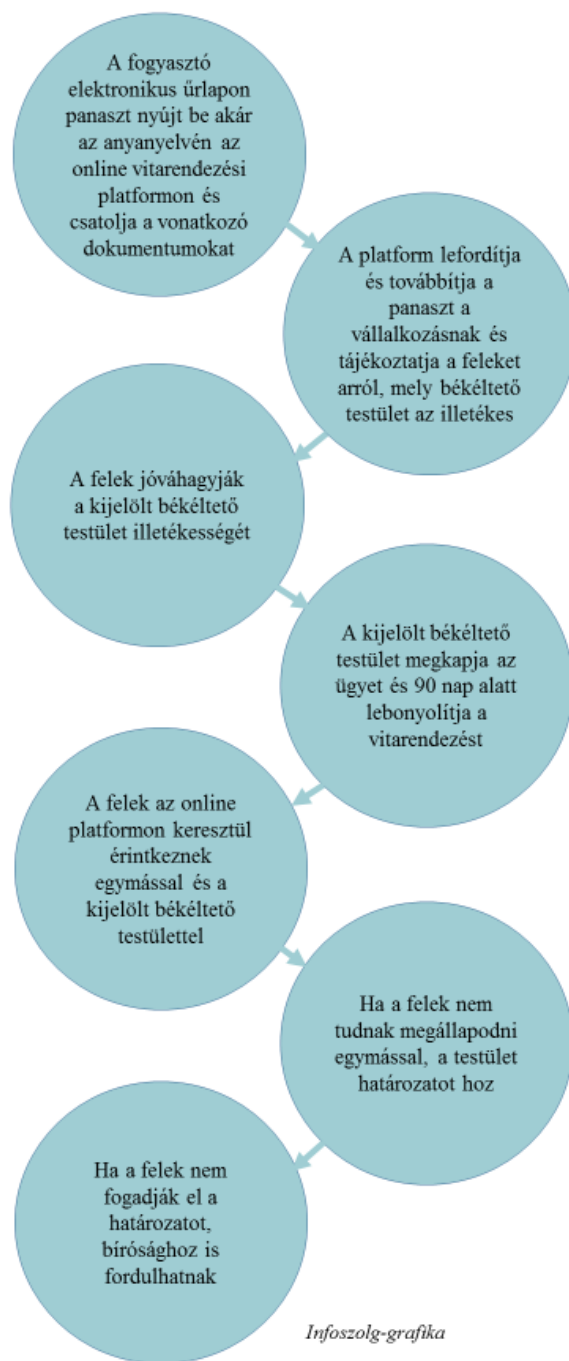 A fogyasztó
elektronikus űrlapon
panaszt nyújt be akár
az anyanyelvén az
online vitarendezési
platformon és
csatolja a vonatkozó
dokumentumokat
A platform lefordítja
és továbbítja a
panaszt a
vállalkozásnak és
tájékoztatja a feleket
arról, mely békéltető
testület az illetékes
A felek jóváhagyják
a kijelölt békéltető
testület illetékességét
A kijelölt békéltető
testület megkapja az
ügyet és 90 nap alatt
lebonyolítja a
vitarendezést
A felek az online
platformon keresztül
érintkeznek
egymással és a
kijelölt békéltető
testülettel
Ha a felek nem
tudnak megállapodni
egymással, a testület
határozatot hoz
Ha a felek nem
fogadják el a
határozatot,
bírósághoz is
fordulhatnak
Infoszolg-grafika